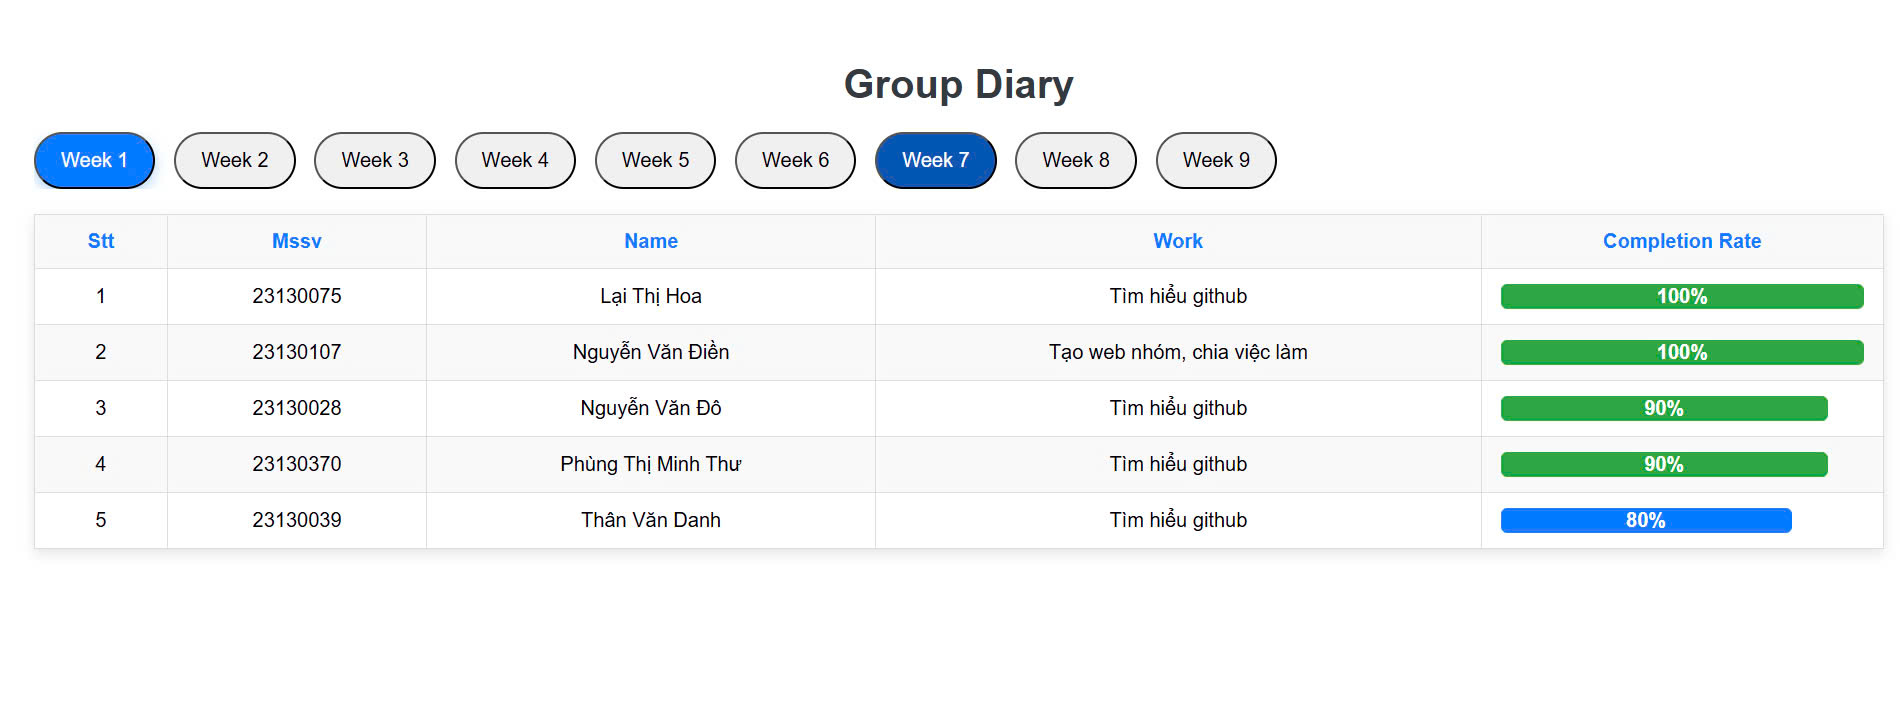 Group Diary
Week 1 Week 2 Week 3 Week 4 Week 5 Week 6 Week 7 Week 8 Week 9
Stt Mssv Name Work Completion Rate
1 23130075 Lại Thị Hoa Tìm hiểu github 100%
2 23130107 Nguyễn Văn Điền Tạo web nhóm, chia việc làm 100%
3 23130028 Nguyễn Văn Đô Tìm hiểu github 90%
4 23130370 Phùng Thị Minh Thư Tìm hiểu github 90%
5 23130039 Thân Văn Danh Tìm hiểu github 80%